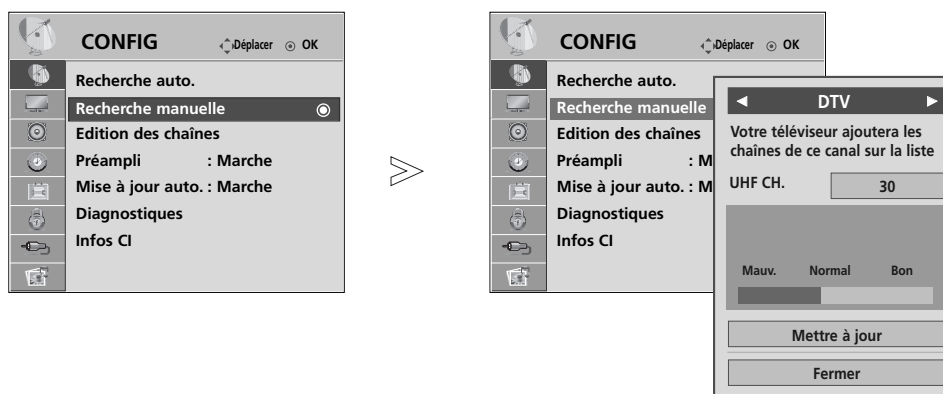 CONFIG
Déplacer OK
Recherche auto.
Recherche manuelle
Edition des chaînes
Préampli : Marche
Mise à jour auto. : Marche
Diagnostiques
Infos CI
CONFIG
Déplacer OK
Recherche auto.
Recherche manuelle
Edition des chaînes
Préampli : M
Mise à jour auto. : M
Diagnostiques
Infos CI
DTV
Votre téléviseur ajoutera les
chaînes de ce canal sur la liste
UHF CH. 30
Mauv. Normal Bon
Mettre à jour
Fermer